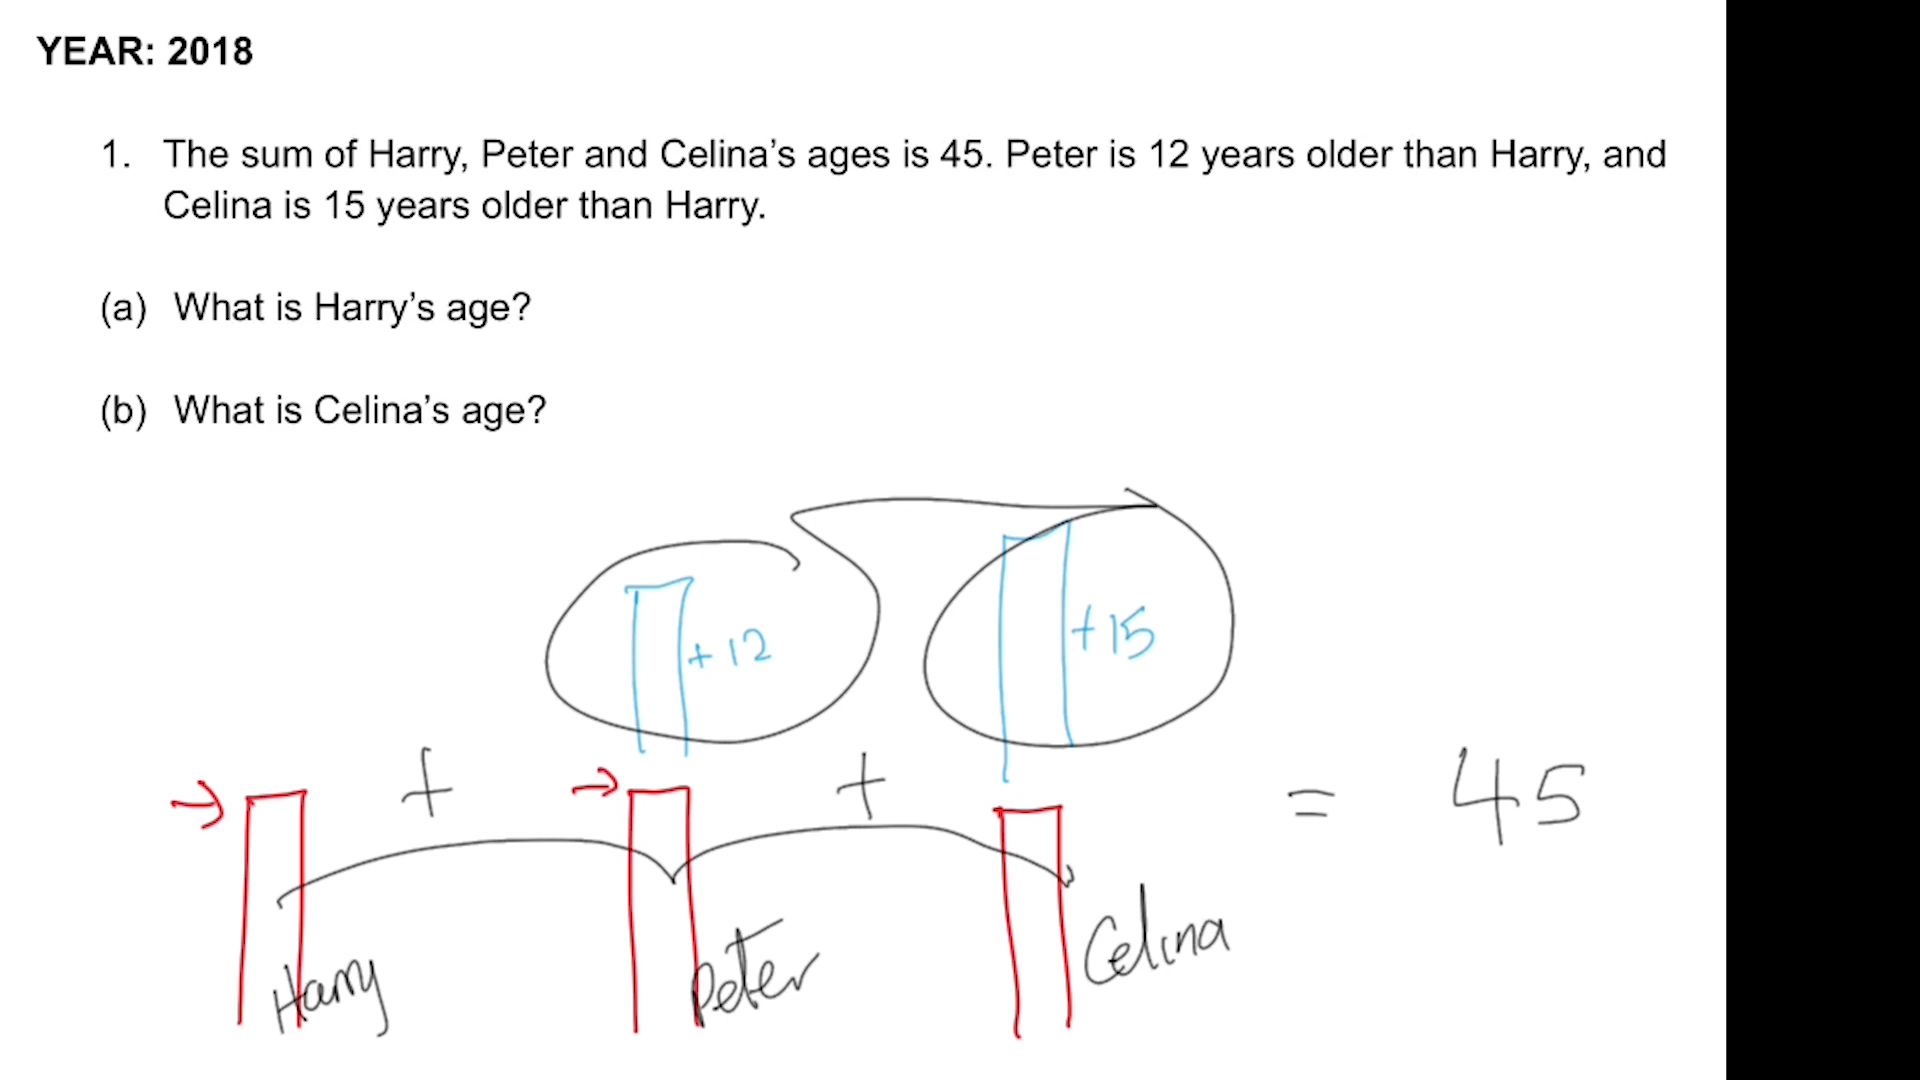 YEAR: 2018
1. The sum of Harry, Peter and Celina’s ages is 45. Peter is 12 years older than Harry, and
Celina is 15 years older than Harry.
(a) What is Harry’s age?
(b) What is Celina’s age?
+ 12
+ 15
+ + = 45
Harry Peter Celina